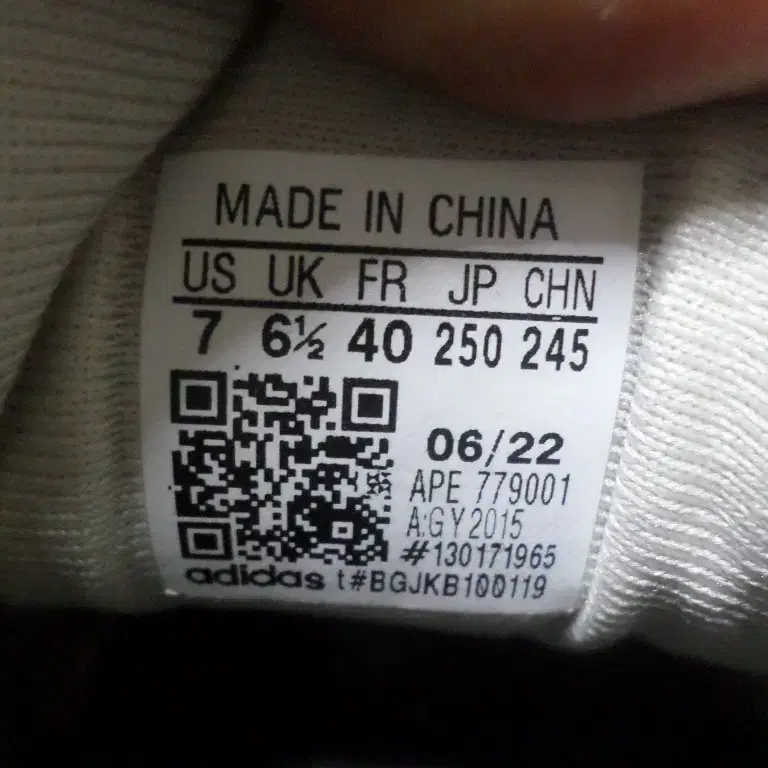 MADE IN CHINA
US UK FR JP CHN
7 6½ 40 250 245
06/22
APE 779001
A:GY2015
#130171965
adidas t#BGJKB100119